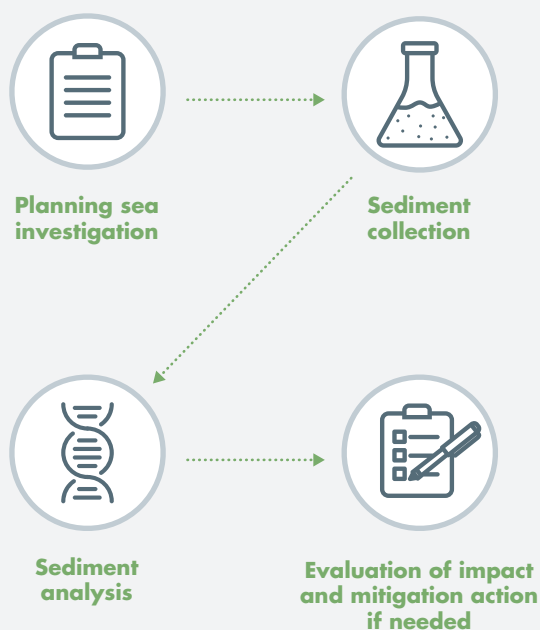 Planning sea
investigation
Sediment
collection
Sediment
analysis
Evaluation of impact
and mitigation action
if needed